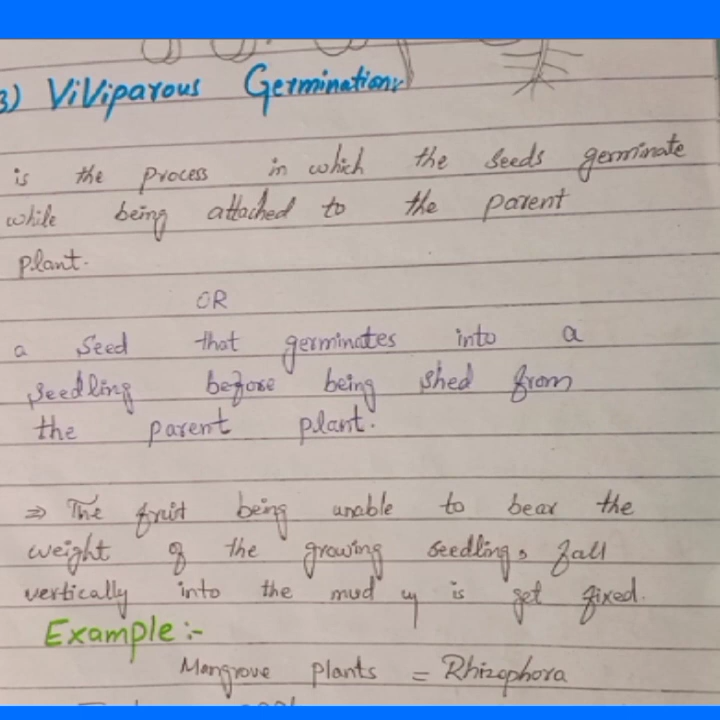 3) ViViparous Germination:
is the process in which the seeds germinate
while being attached to the parent
plant.
OR
a seed that germinates into a
seedling before being shed from
the parent plant.
⇒ The fruit being unable to bear the
weight of the growing seedling, fall
vertically into the mud is get fixed.
Example:-
Mangrove plants = Rhizophora